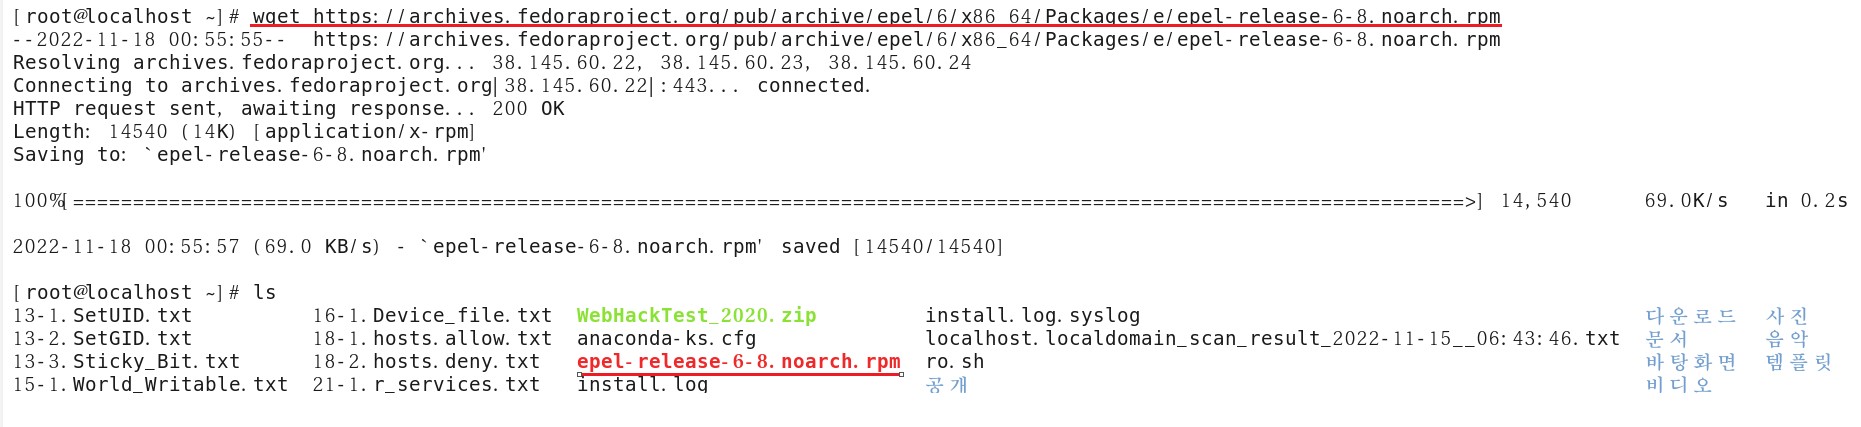 [root@localhost ~]# wget https://archives.fedoraproject.org/pub/archive/epel/6/x86_64/Packages/e/epel-release-6-8.noarch.rpm
--2022-11-18 00:55:55--  https://archives.fedoraproject.org/pub/archive/epel/6/x86_64/Packages/e/epel-release-6-8.noarch.rpm
Resolving archives.fedoraproject.org... 38.145.60.22, 38.145.60.23, 38.145.60.24
Connecting to archives.fedoraproject.org|38.145.60.22|:443... connected.
HTTP request sent, awaiting response... 200 OK
Length: 14540 (14K) [application/x-rpm]
Saving to: `epel-release-6-8.noarch.rpm'
100%[====================================================================================================================>] 14,540      69.0K/s   in 0.2s
2022-11-18 00:55:57 (69.0 KB/s) - `epel-release-6-8.noarch.rpm' saved [14540/14540]
[root@localhost ~]# ls
13-1.SetUID.txt 16-1.Device_file.txt WebHackTest_2020.zip install.log.syslog 다운로드 사진
13-2.SetGID.txt 18-1.hosts.allow.txt anaconda-ks.cfg localhost.localdomain_scan_result_2022-11-15__06:43:46.txt 문서 음악
13-3.Sticky_Bit.txt 18-2.hosts.deny.txt epel-release-6-8.noarch.rpm ro.sh 바탕화면 템플릿
15-1.World_Writable.txt 21-1.r_services.txt install.log 공개 비디오